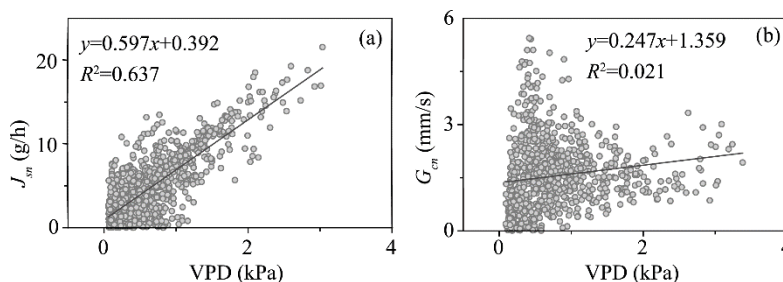 y=0.597x+0.392
R²=0.637
(a)
20
10
0
J_sn (g/h)
0
2
4
VPD (kPa)
y=0.247x+1.359
R²=0.021
(b)
6
3
0
G_cn (mm/s)
0
2
4
VPD (kPa)